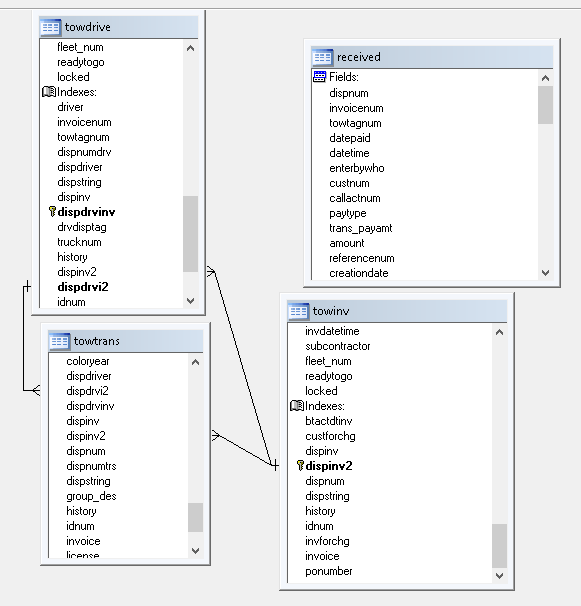 towdrive
fleet_num
readytogo
locked
Indexes:
driver
invoicenum
towtagnum
dispnumdrv
dispdriver
dispstring
dispinv
dispdrvinv
drvdisptag
trucknum
history
dispinv2
dispdrvi2
idnum
received
Fields:
dispnum
invoicenum
towtagnum
datepaid
datetime
enterbywho
custnum
callactnum
paytype
trans_payamt
amount
referencenum
creationdate
towtrans
coloryear
dispdriver
dispdrvi2
dispdrvinv
dispinv
dispinv2
dispnum
dispnumtrs
dispstring
group_des
history
idnum
invoice
license
towinv
invdatetime
subcontractor
fleet_num
readytogo
locked
Indexes:
btactdtinv
custforchg
dispinv
dispinv2
dispnum
dispstring
history
idnum
invforchg
invoice
ponumber